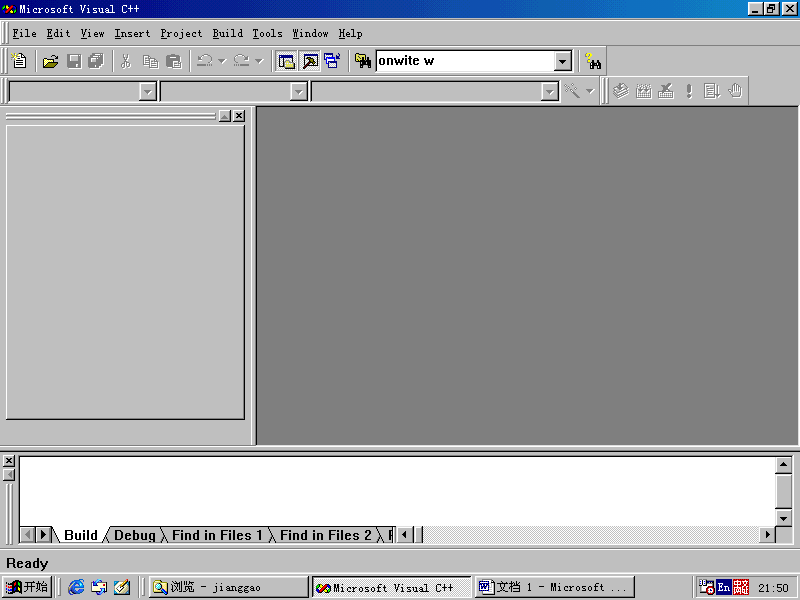 Microsoft Visual C++
File Edit View Insert Project Build Tools Window Help
onwite w
Build Debug Find in Files 1 Find in Files 2
Ready
开始 浏览 - jianggao Microsoft Visual C++ 文档 1 - Microsoft ... En 21:50